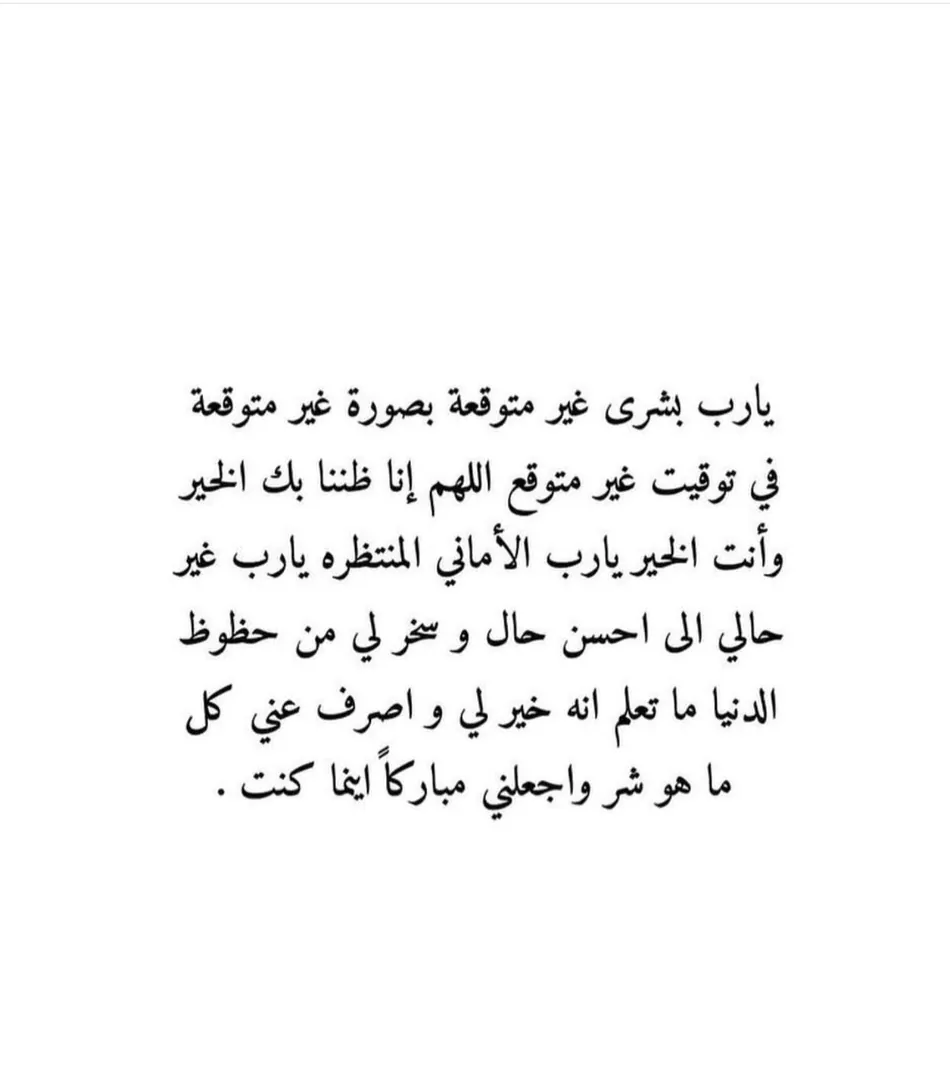 يارب بشرى غير متوقعة بصورة غير متوقعة
في توقيت غير متوقع اللهم إنا ظننا بك الخير
وأنت الخير يارب الأماني المنتظره يارب غير
حالي الى احسن حال و سخر لي من حظوظ
الدنيا ما تعلم انه خير لي و اصرف عني كل
ما هو شر واجعلني مباركاً اينما كنت .